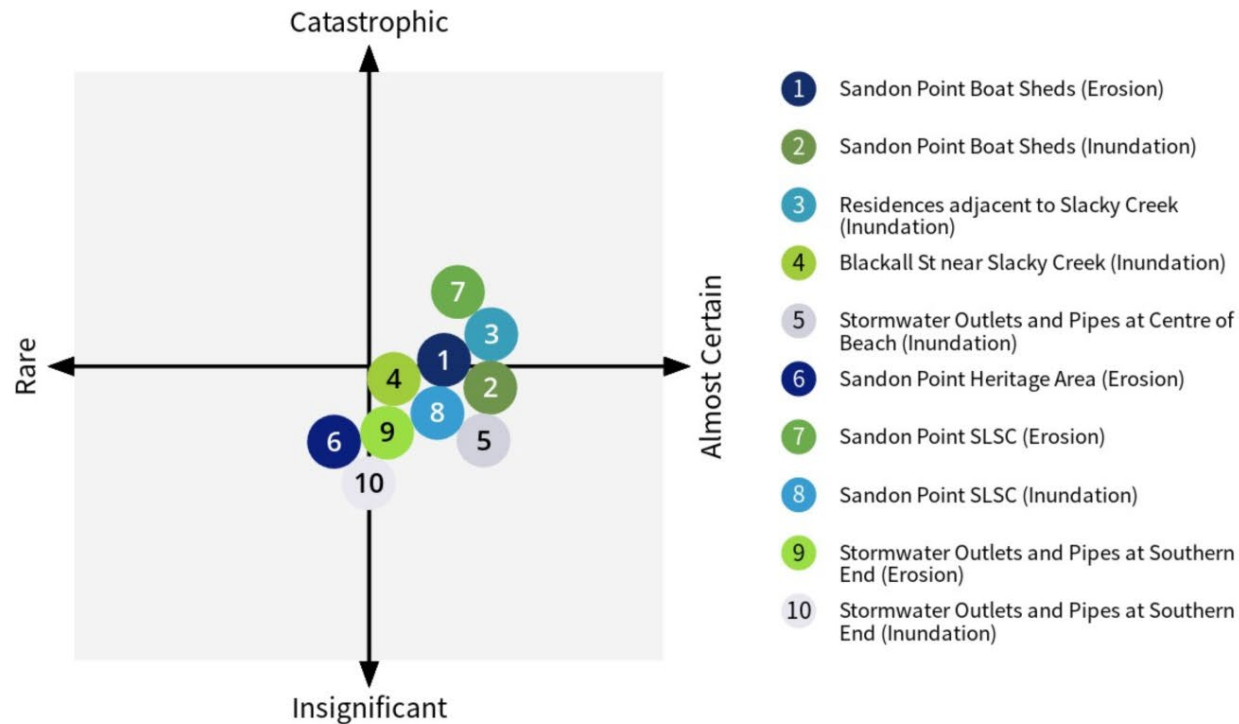 Catastrophic
Rare
Almost Certain
Insignificant
7
3
1
4
2
8
9
6
5
10
1 Sandon Point Boat Sheds (Erosion)
2 Sandon Point Boat Sheds (Inundation)
3 Residences adjacent to Slacky Creek
(Inundation)
4 Blackall St near Slacky Creek (Inundation)
5 Stormwater Outlets and Pipes at Centre of
Beach (Inundation)
6 Sandon Point Heritage Area (Erosion)
7 Sandon Point SLSC (Erosion)
8 Sandon Point SLSC (Inundation)
9 Stormwater Outlets and Pipes at Southern
End (Erosion)
10 Stormwater Outlets and Pipes at Southern
End (Inundation)